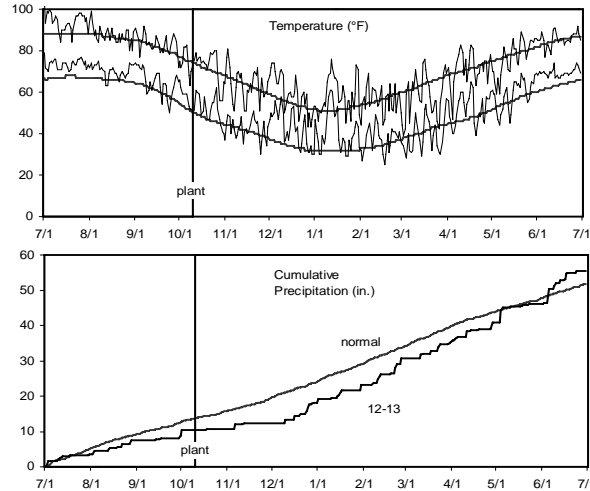 100
Temperature (°F)
80
60
40
20
plant
0
7/1 8/1 9/1 10/1 11/1 12/1 1/1 2/1 3/1 4/1 5/1 6/1 7/1
60
Cumulative
Precipitation (in.)
50
40
normal
30
20
12-13
10
plant
0
7/1 8/1 9/1 10/1 11/1 12/1 1/1 2/1 3/1 4/1 5/1 6/1 7/